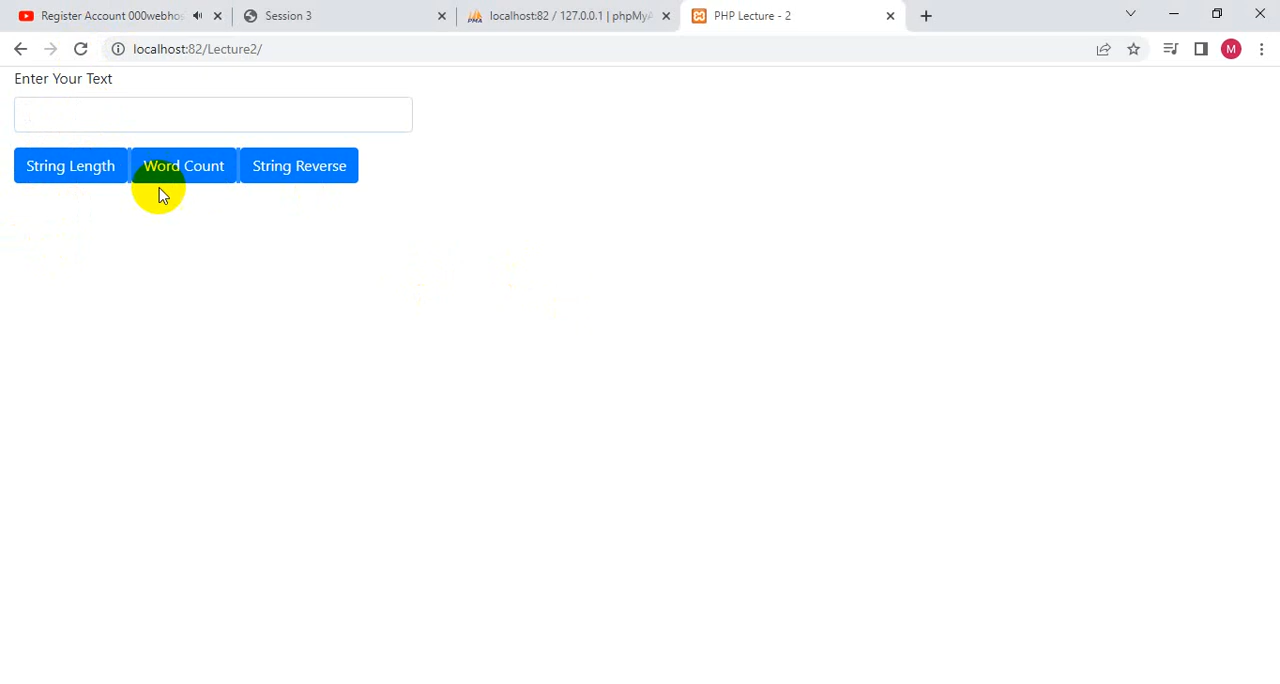 Register Account 000webhos
Session 3
localhost:82 / 127.0.0.1 | phpMyA
PHP Lecture - 2
localhost:82/Lecture2/
M
Enter Your Text
String Length
Word Count
String Reverse